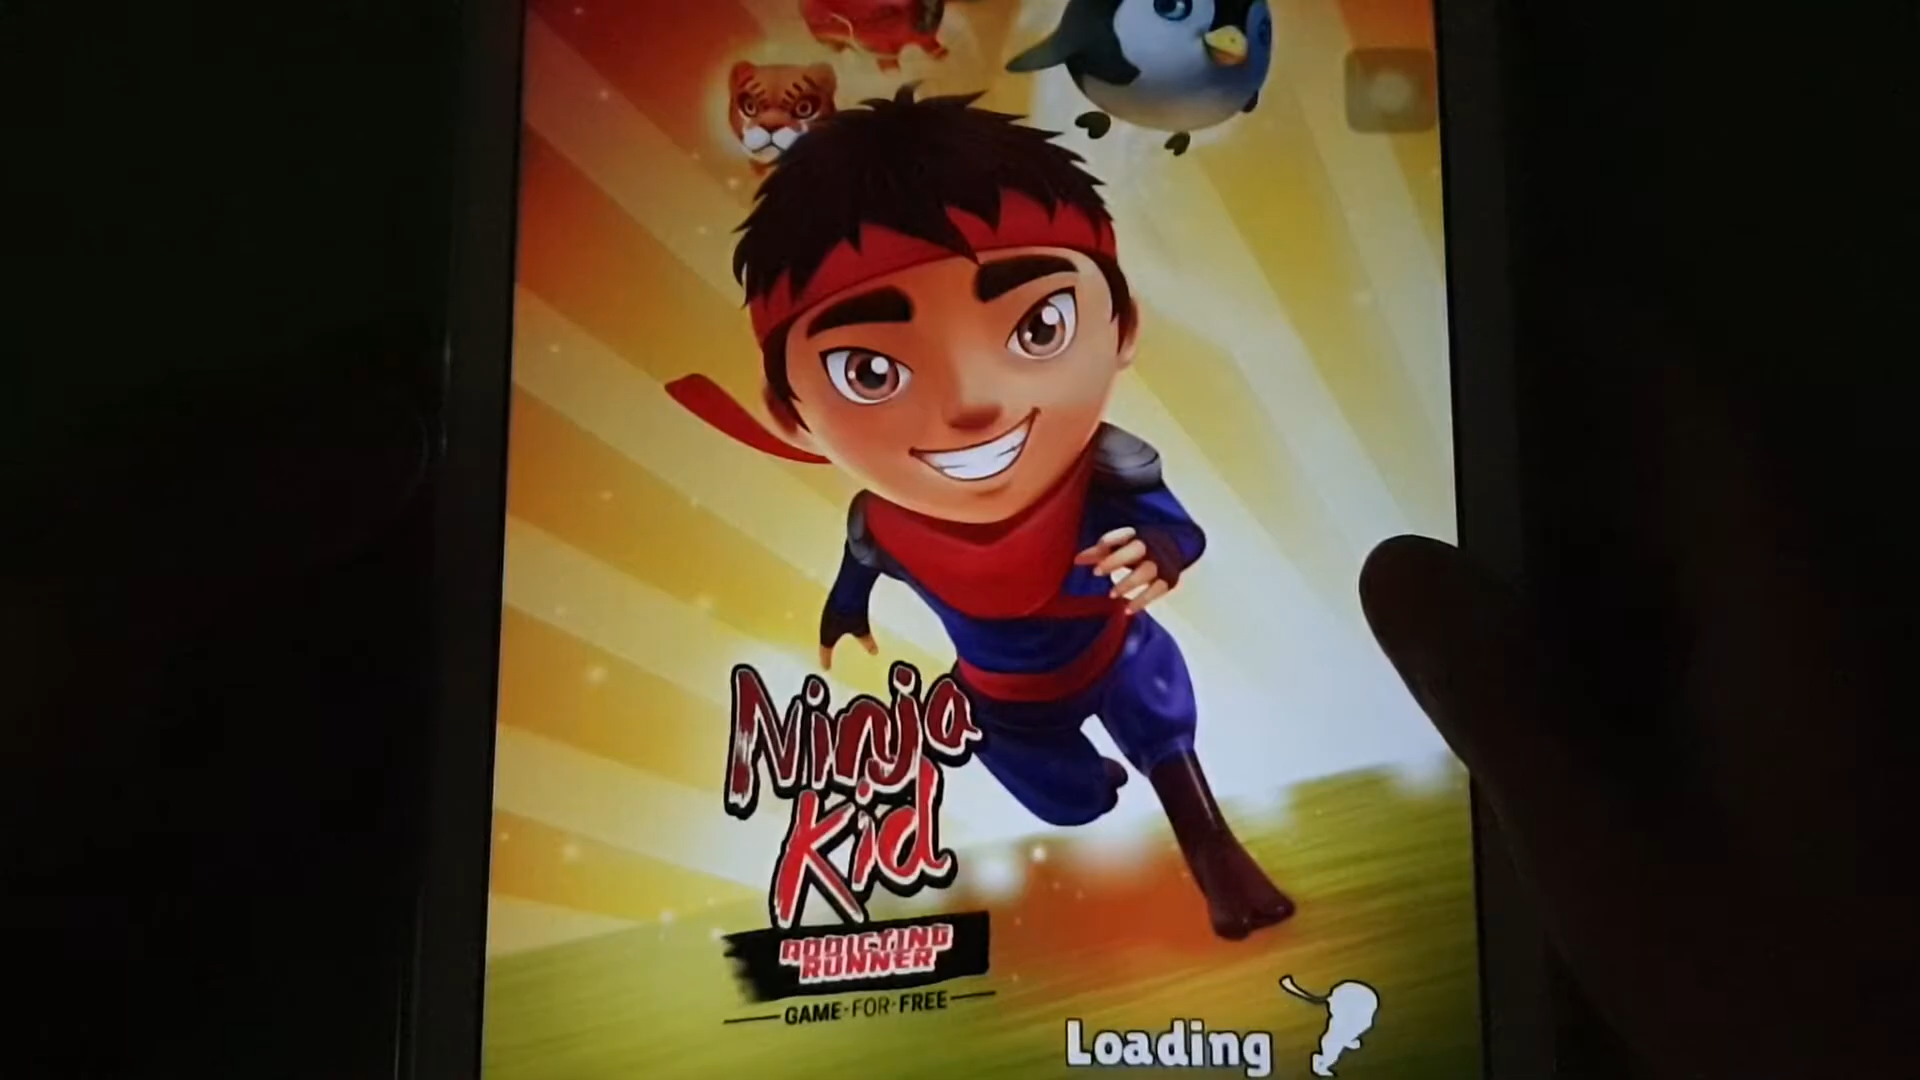 Ninja
Kid
ADDICTING
RUNNER
GAME-FOR-FREE
Loading